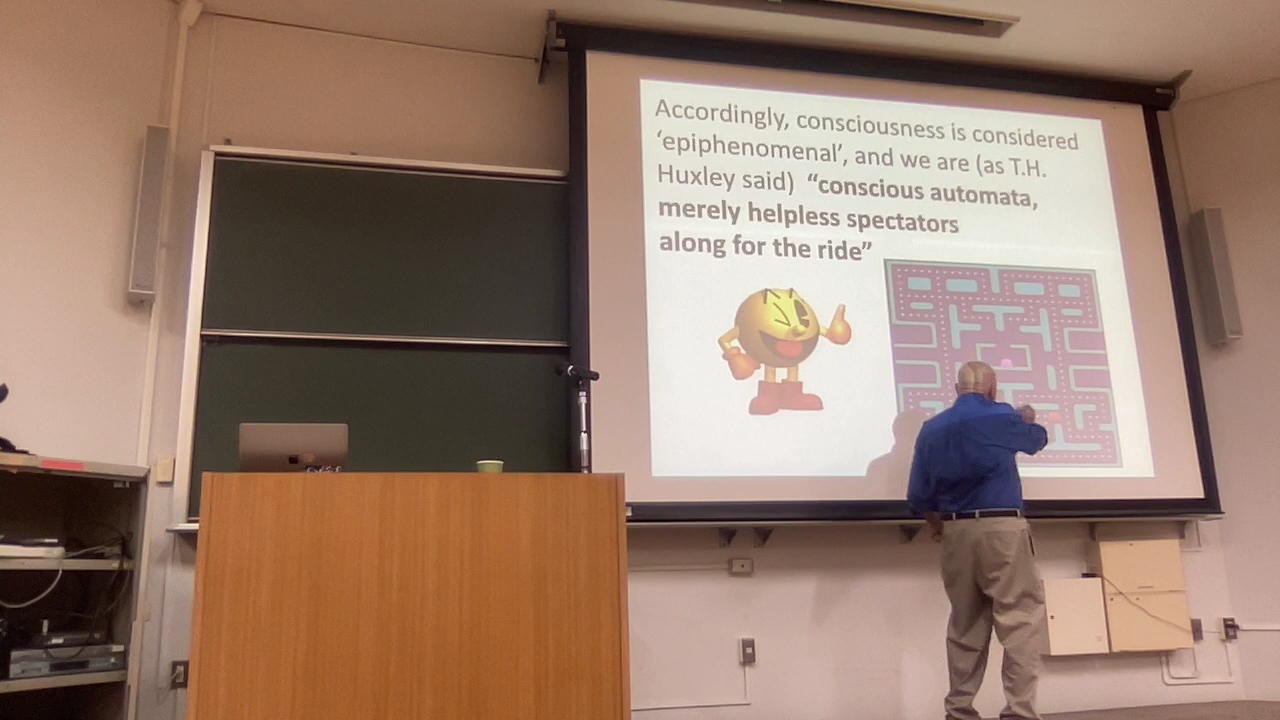 Accordingly, consciousness is considered
‘epiphenomenal’, and we are (as T.H.
Huxley said) “conscious automata,
merely helpless spectators
along for the ride”